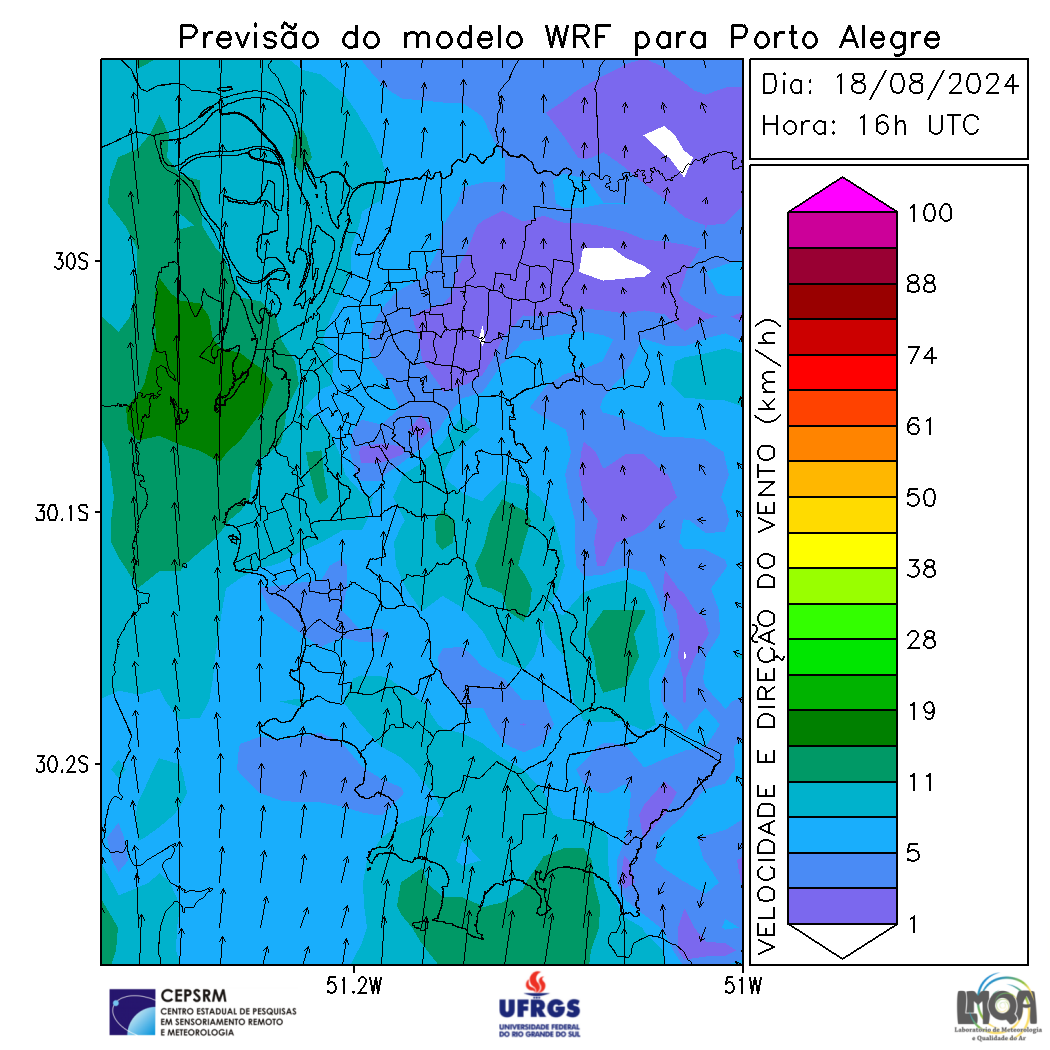 Previsão do modelo WRF para Porto Alegre
Dia: 18/08/2024
Hora: 16h UTC
30S
30.1S
30.2S
51.2W
51W
VELOCIDADE E DIREÇÃO DO VENTO (km/h)
100
88
74
61
50
38
28
19
11
5
1
CEPSRM
CENTRO ESTADUAL DE PESQUISAS
EM SENSORIAMENTO REMOTO
E METEOROLOGIA
UFRGS
UNIVERSIDADE FEDERAL
DO RIO GRANDE DO SUL
LMQA
Laboratório de Meteorologia
e Qualidade do Ar